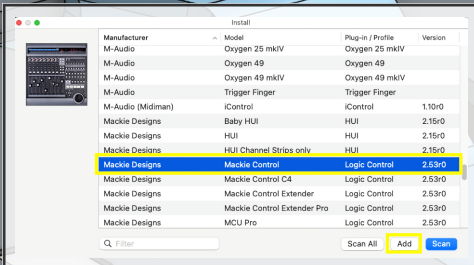 Install
Manufacturer Model Plug-in / Profile Version
M-Audio Oxygen 25 mkIV Oxygen 25 mkIV
M-Audio Oxygen 49 Oxygen 49
M-Audio Oxygen 49 mkIV Oxygen 49 mkIV
M-Audio Trigger Finger Trigger Finger
M-Audio (Midiman) iControl iControl 1.10r0
Mackie Designs Baby HUI HUI 2.15r0
Mackie Designs HUI HUI 2.15r0
Mackie Designs HUI Channel Strips only HUI 2.15r0
Mackie Designs Mackie Control Logic Control 2.53r0
Mackie Designs Mackie Control C4 Logic Control 2.53r0
Mackie Designs Mackie Control Extender Logic Control 2.53r0
Mackie Designs Mackie Control Extender Pro Logic Control 2.53r0
Mackie Designs MCU Pro Logic Control 2.53r0
Filter Scan All Add Scan